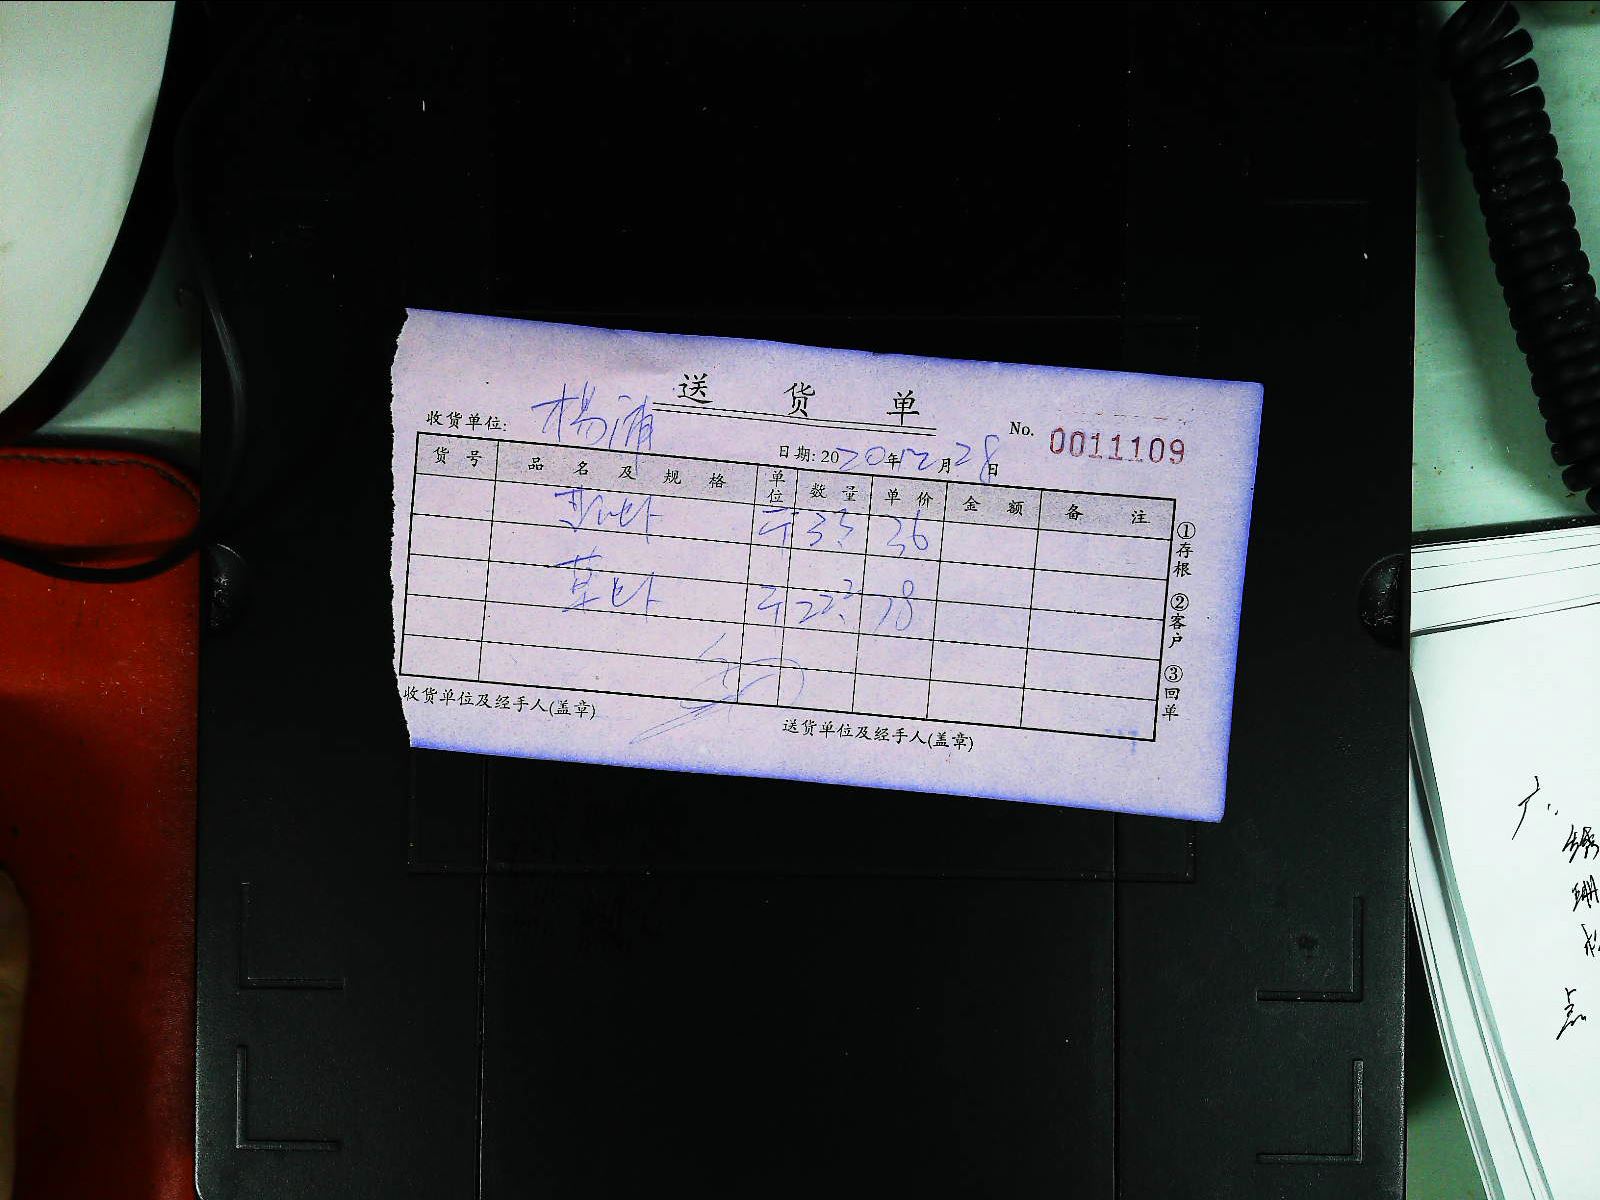 送 货 单
收货单位: 杨浦
No. 0011109
日期: 2020年12月28日
货号 品名及规格 单位 数量 单价 金额 备注
斤 35 36
草 斤 22.2 78
①存根 ②客户 ③回单
收货单位及经手人(盖章)
送货单位及经手人(盖章)